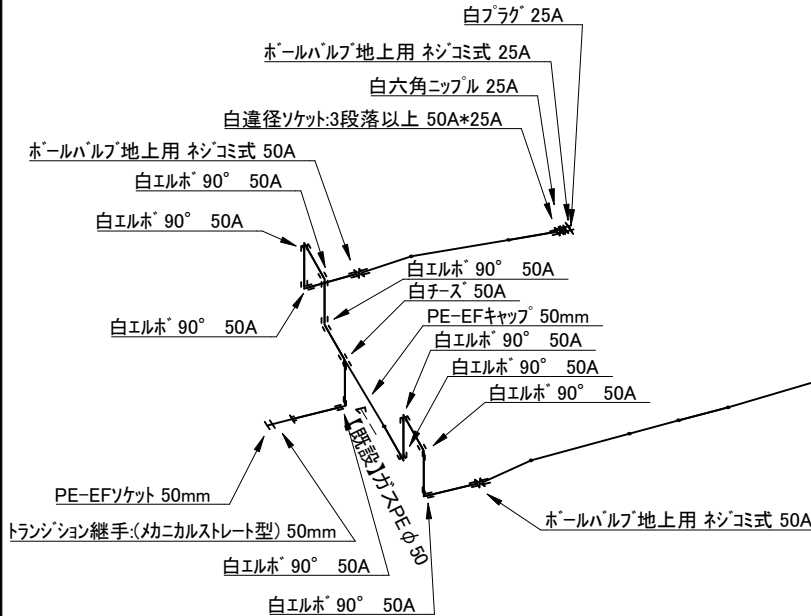 白プラグ 25A
ボールバルブ地上用 ネジコミ式 25A
白六角ニップル 25A
白違径ソケット:3段落以上 50A*25A
ボールバルブ地上用 ネジコミ式 50A
白エルボ 90° 50A
白エルボ 90° 50A
白エルボ 90° 50A
白エルボ 90° 50A
白チーズ 50A
PE-EFキャップ 50mm
白エルボ 90° 50A
白エルボ 90° 50A
白エルボ 90° 50A
【既設】ガスPEφ50
PE-EFソケット 50mm
トランジション継手:(メカニカルストレート型) 50mm
ボールバルブ地上用 ネジコミ式 50A
白エルボ 90° 50A
白エルボ 90° 50A